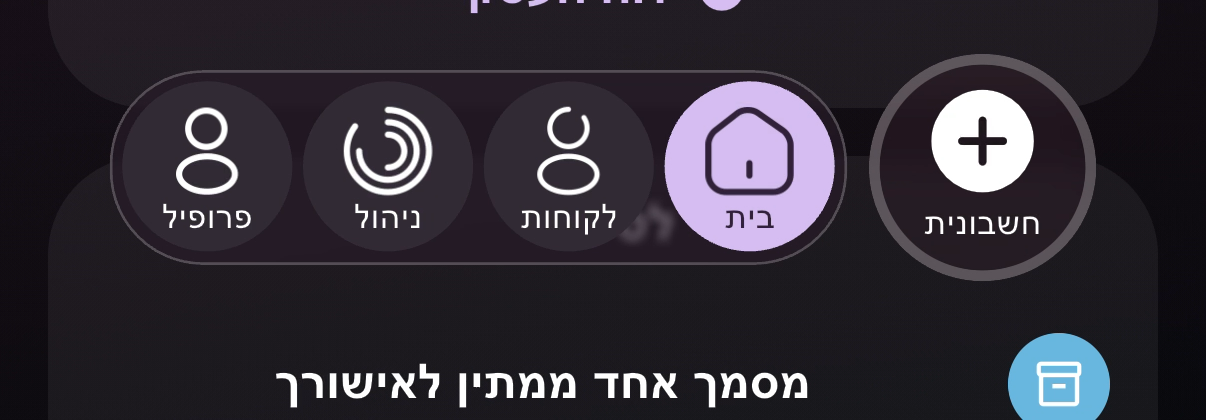 חשבונית
בית
לקוחות
ניהול
פרופיל
מסמך אחד ממתין לאישורך